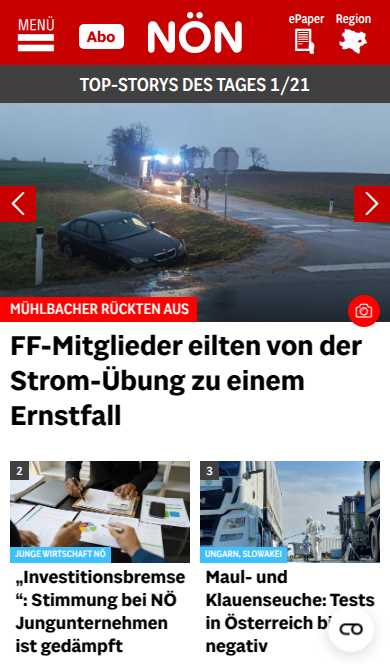 MENÜ
Abo
NÖN
ePaper
Region
TOP-STORYS DES TAGES 1/21
MÜHLBACHER RÜCKTEN AUS
FF-Mitglieder eilten von der
Strom-Übung zu einem
Ernstfall
2
JUNGE WIRTSCHAFT NÖ
„Investitionsbremse
“: Stimmung bei NÖ
Jungunternehmen
ist gedämpft
3
UNGARN, SLOWAKEI
Maul- und
Klauenseuche: Tests
in Österreich
negativ